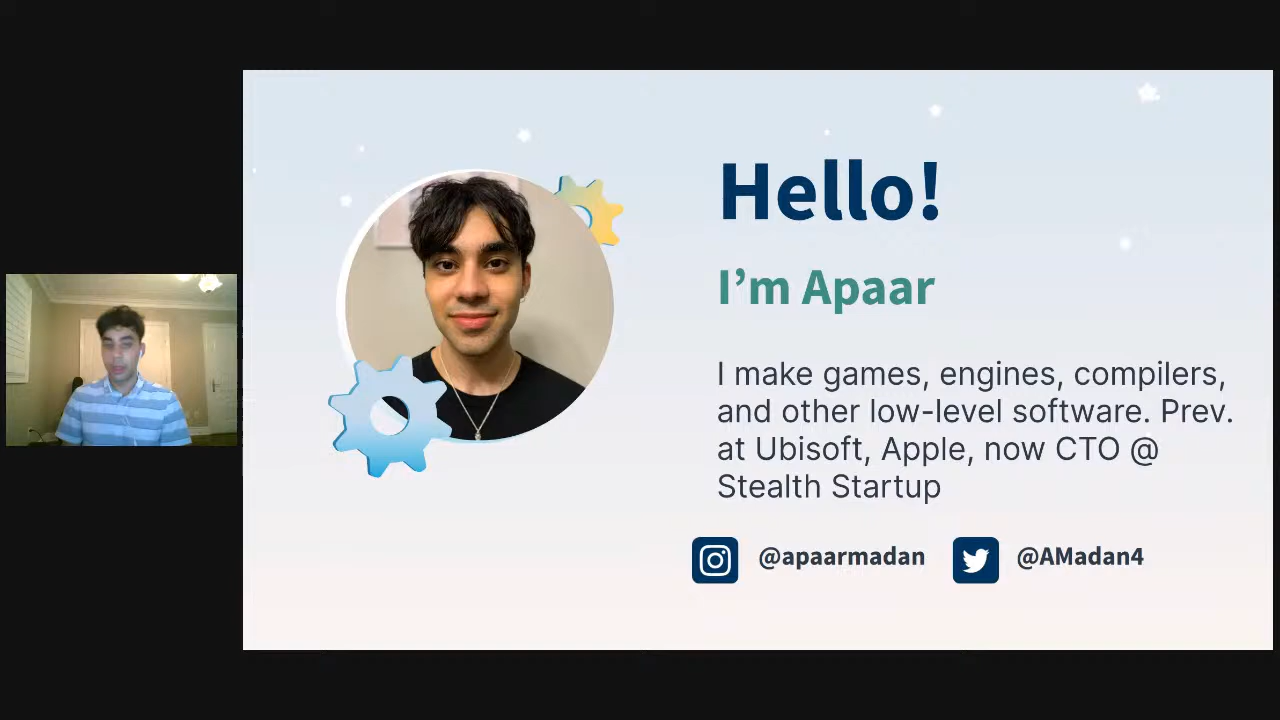 Hello!
I’m Apaar
I make games, engines, compilers,
and other low-level software. Prev.
at Ubisoft, Apple, now CTO @
Stealth Startup
@apaarmadan @AMadan4